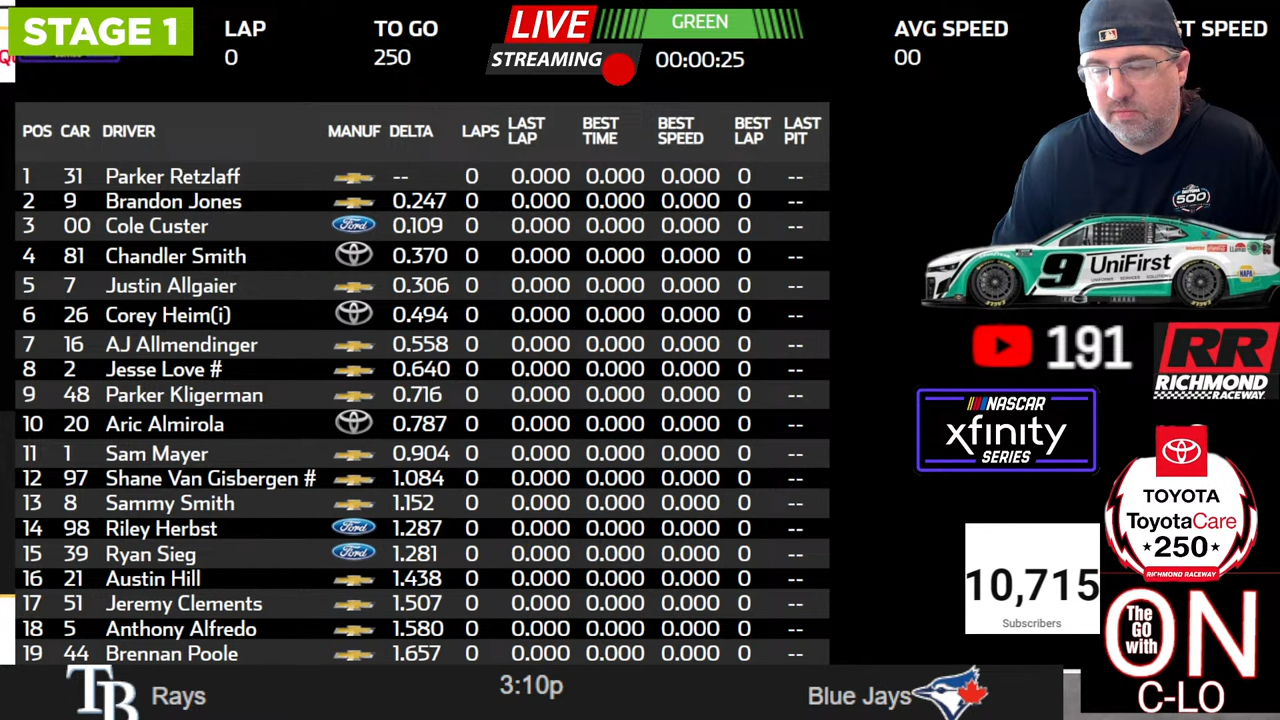 STAGE 1
LAP
0
TO GO
250
LIVE
STREAMING
GREEN
00:00:25
AVG SPEED
00
ST SPEED
POS CAR DRIVER MANUF DELTA LAPS LAST LAP BEST TIME BEST SPEED BEST LAP LAST PIT
1 31 Parker Retzlaff -- 0 0.000 0.000 0.000 0 --
2 9 Brandon Jones 0.247 0 0.000 0.000 0.000 0 --
3 00 Cole Custer Ford 0.109 0 0.000 0.000 0.000 0 --
4 81 Chandler Smith 0.370 0 0.000 0.000 0.000 0 --
5 7 Justin Allgaier 0.306 0 0.000 0.000 0.000 0 --
6 26 Corey Heim(i) 0.494 0 0.000 0.000 0.000 0 --
7 16 AJ Allmendinger 0.558 0 0.000 0.000 0.000 0 --
8 2 Jesse Love # 0.640 0 0.000 0.000 0.000 0 --
9 48 Parker Kligerman 0.716 0 0.000 0.000 0.000 0 --
10 20 Aric Almirola 0.787 0 0.000 0.000 0.000 0 --
11 1 Sam Mayer 0.904 0 0.000 0.000 0.000 0 --
12 97 Shane Van Gisbergen # 1.084 0 0.000 0.000 0.000 0 --
13 8 Sammy Smith 1.152 0 0.000 0.000 0.000 0 --
14 98 Riley Herbst Ford 1.287 0 0.000 0.000 0.000 0 --
15 39 Ryan Sieg Ford 1.281 0 0.000 0.000 0.000 0 --
16 21 Austin Hill 1.438 0 0.000 0.000 0.000 0 --
17 51 Jeremy Clements 1.507 0 0.000 0.000 0.000 0 --
18 5 Anthony Alfredo 1.580 0 0.000 0.000 0.000 0 --
19 44 Brennan Poole 1.657 0 0.000 0.000 0.000 0 --
500
9 UniFirst
NAPA
191
RR
RICHMOND
RACEWAY
NASCAR
xfinity
SERIES
TOYOTA
ToyotaCare
250
RICHMOND RACEWAY
10,715
Subscribers
The GO with
ON
C-LO
TB Rays
3:10p
Blue Jays